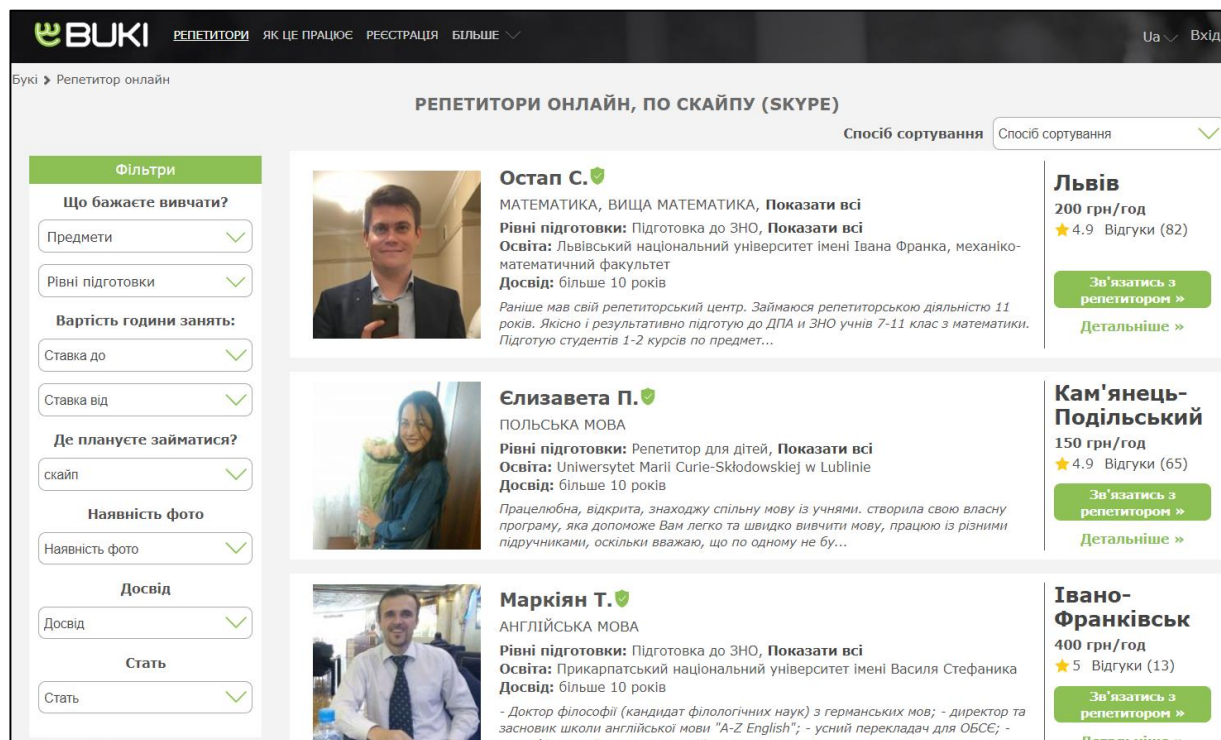 BUKI РЕПЕТИТОРИ ЯК ЦЕ ПРАЦЮЄ РЕЄСТРАЦІЯ БІЛЬШЕ Ua Вхід
Букі > Репетитор онлайн
РЕПЕТИТОРИ ОНЛАЙН, ПО СКАЙПУ (SKYPE)
Спосіб сортування Спосіб сортування
Фільтри
Що бажаєте вивчати?
Предмети
Рівні підготовки
Вартість години занять:
Ставка до
Ставка від
Де плануєте займатися?
скайп
Наявність фото
Наявність фото
Досвід
Досвід
Стать
Стать
Остап С.
МАТЕМАТИКА, ВИЩА МАТЕМАТИКА, Показати всі
Рівні підготовки: Підготовка до ЗНО, Показати всі
Освіта: Львівський національний університет імені Івана Франка, механіко-
математичний факультет
Досвід: більше 10 років
Раніше мав свій репетиторський центр. Займаюся репетиторською діяльністю 11
років. Якісно і результативно підготую до ДПА и ЗНО учнів 7-11 клас з математики.
Підготую студентів 1-2 курсів по предмет...
Львів
200 грн/год
4.9 Відгуки (82)
Зв'язатись з
репетитором »
Детальніше »
Єлизавета П.
ПОЛЬСЬКА МОВА
Рівні підготовки: Репетитор для дітей, Показати всі
Освіта: Uniwersytet Marii Curie-Skłodowskiej w Lublinie
Досвід: більше 10 років
Працелюбна, відкрита, знаходжу спільну мову із учнями. створила свою власну
програму, яка допоможе Вам легко та швидко вивчити мову, працюю із різними
підручниками, оскільки вважаю, що по одному не бу...
Кам'янець-
Подільський
150 грн/год
4.9 Відгуки (65)
Зв'язатись з
репетитором »
Детальніше »
Маркіян Т.
АНГЛІЙСЬКА МОВА
Рівні підготовки: Підготовка до ЗНО, Показати всі
Освіта: Прикарпатський національний університет імені Василя Стефаника
Досвід: більше 10 років
- Доктор філософії (кандидат філологічних наук) з германських мов; - директор та
засновик школи англійської мови "A-Z English"; - усний перекладач для ОБСЄ; -
Івано-
Франківськ
400 грн/год
5 Відгуки (13)
Зв'язатись з
репетитором »